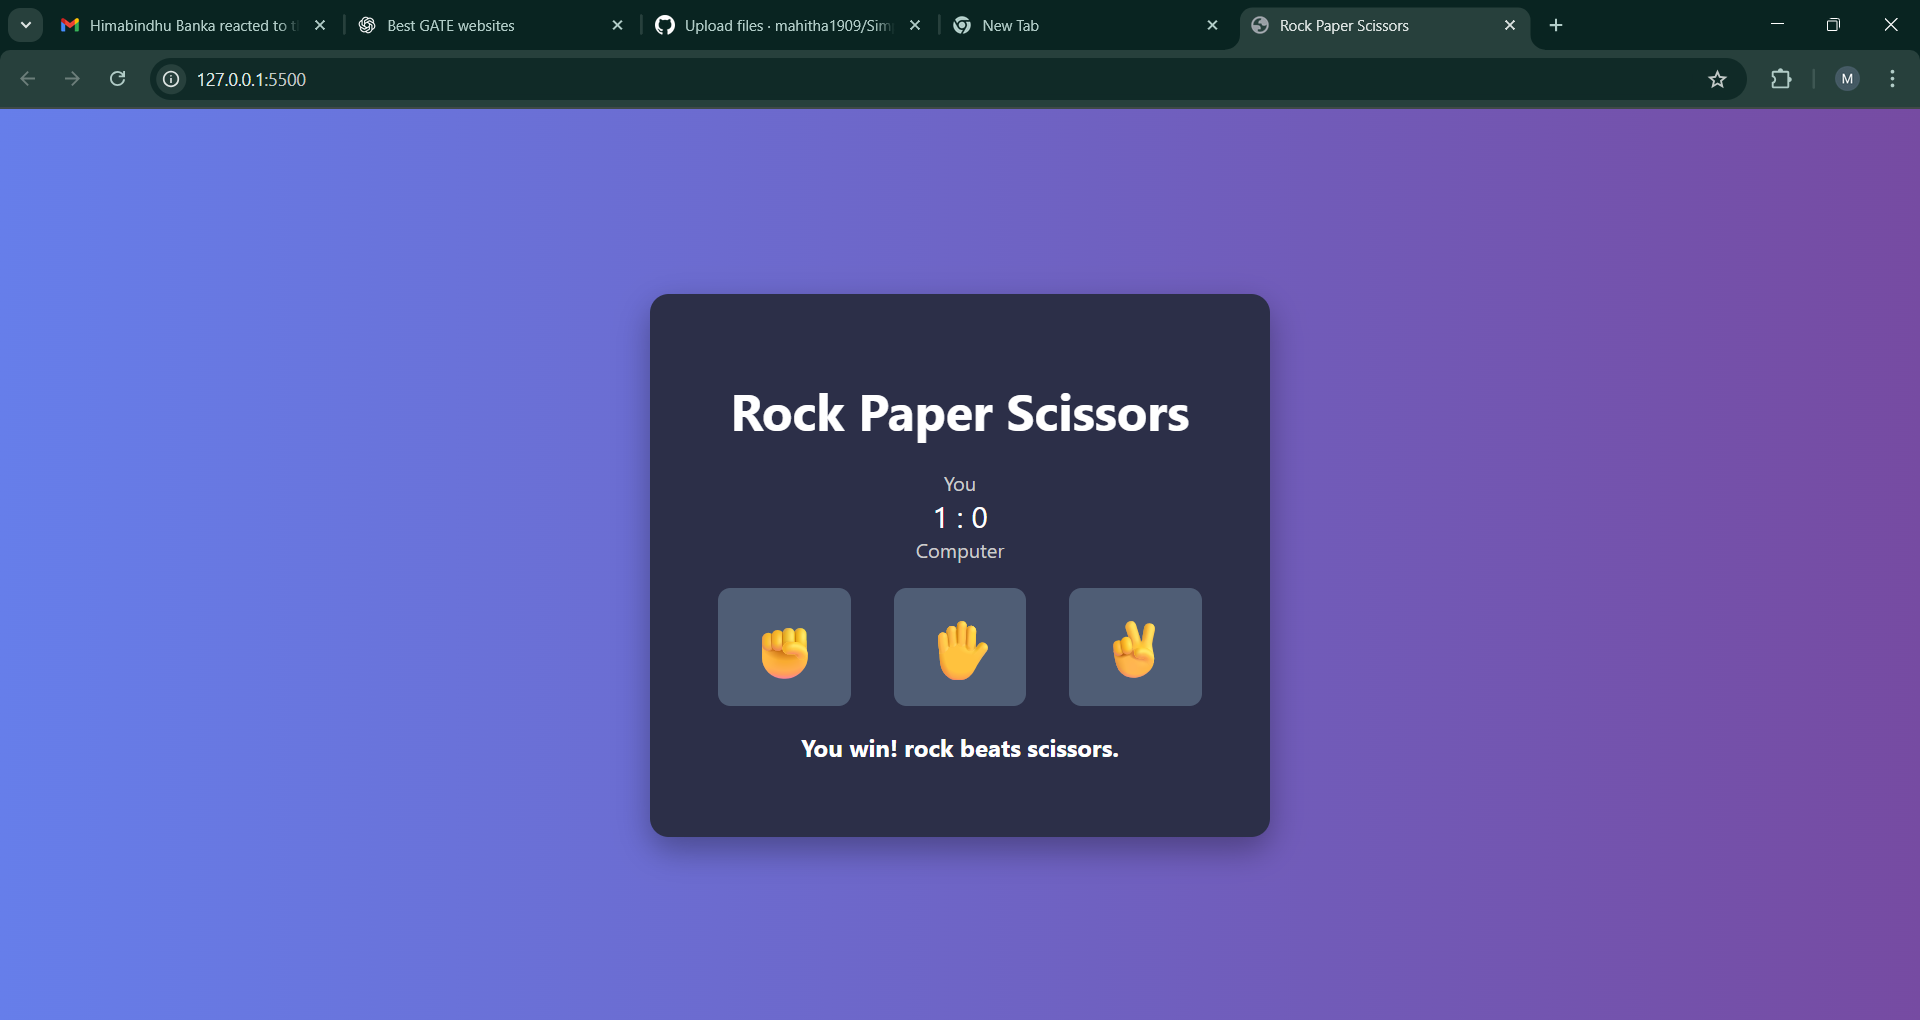 Himabindhu Banka reacted to
Best GATE websites
Upload files · mahitha1909/Sim
New Tab
Rock Paper Scissors
127.0.0.1:5500
M
Rock Paper Scissors
You
1 : 0
Computer
You win! rock beats scissors.